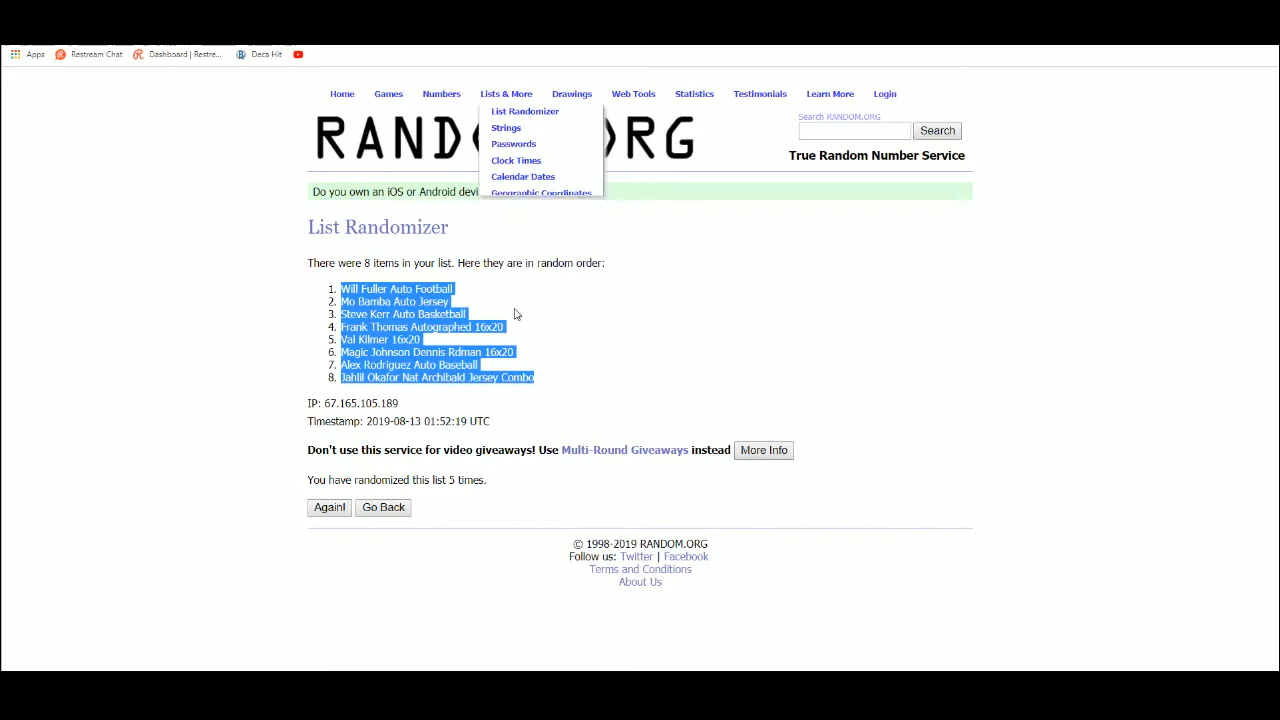 Apps Restream Chat Dashboard | Restre... Deca Hit
Home Games Numbers Lists & More Drawings Web Tools Statistics Testimonials Learn More Login
List Randomizer
Strings
Passwords
Clock Times
Calendar Dates
Geographic Coordinates
Search RANDOM.ORG
Search
True Random Number Service
Do you own an iOS or Android devi
List Randomizer
There were 8 items in your list. Here they are in random order:
1. Will Fuller Auto Football
2. Mo Bamba Auto Jersey
3. Steve Kerr Auto Basketball
4. Frank Thomas Autographed 16x20
5. Val Kilmer 16x20
6. Magic Johnson Dennis Rdman 16x20
7. Alex Rodriguez Auto Baseball
8. Jahlil Okafor Nat Archibald Jersey Combo
IP: 67.165.105.189
Timestamp: 2019-08-13 01:52:19 UTC
Don't use this service for video giveaways! Use Multi-Round Giveaways instead More Info
You have randomized this list 5 times.
Again! Go Back
© 1998-2019 RANDOM.ORG
Follow us: Twitter | Facebook
Terms and Conditions
About Us